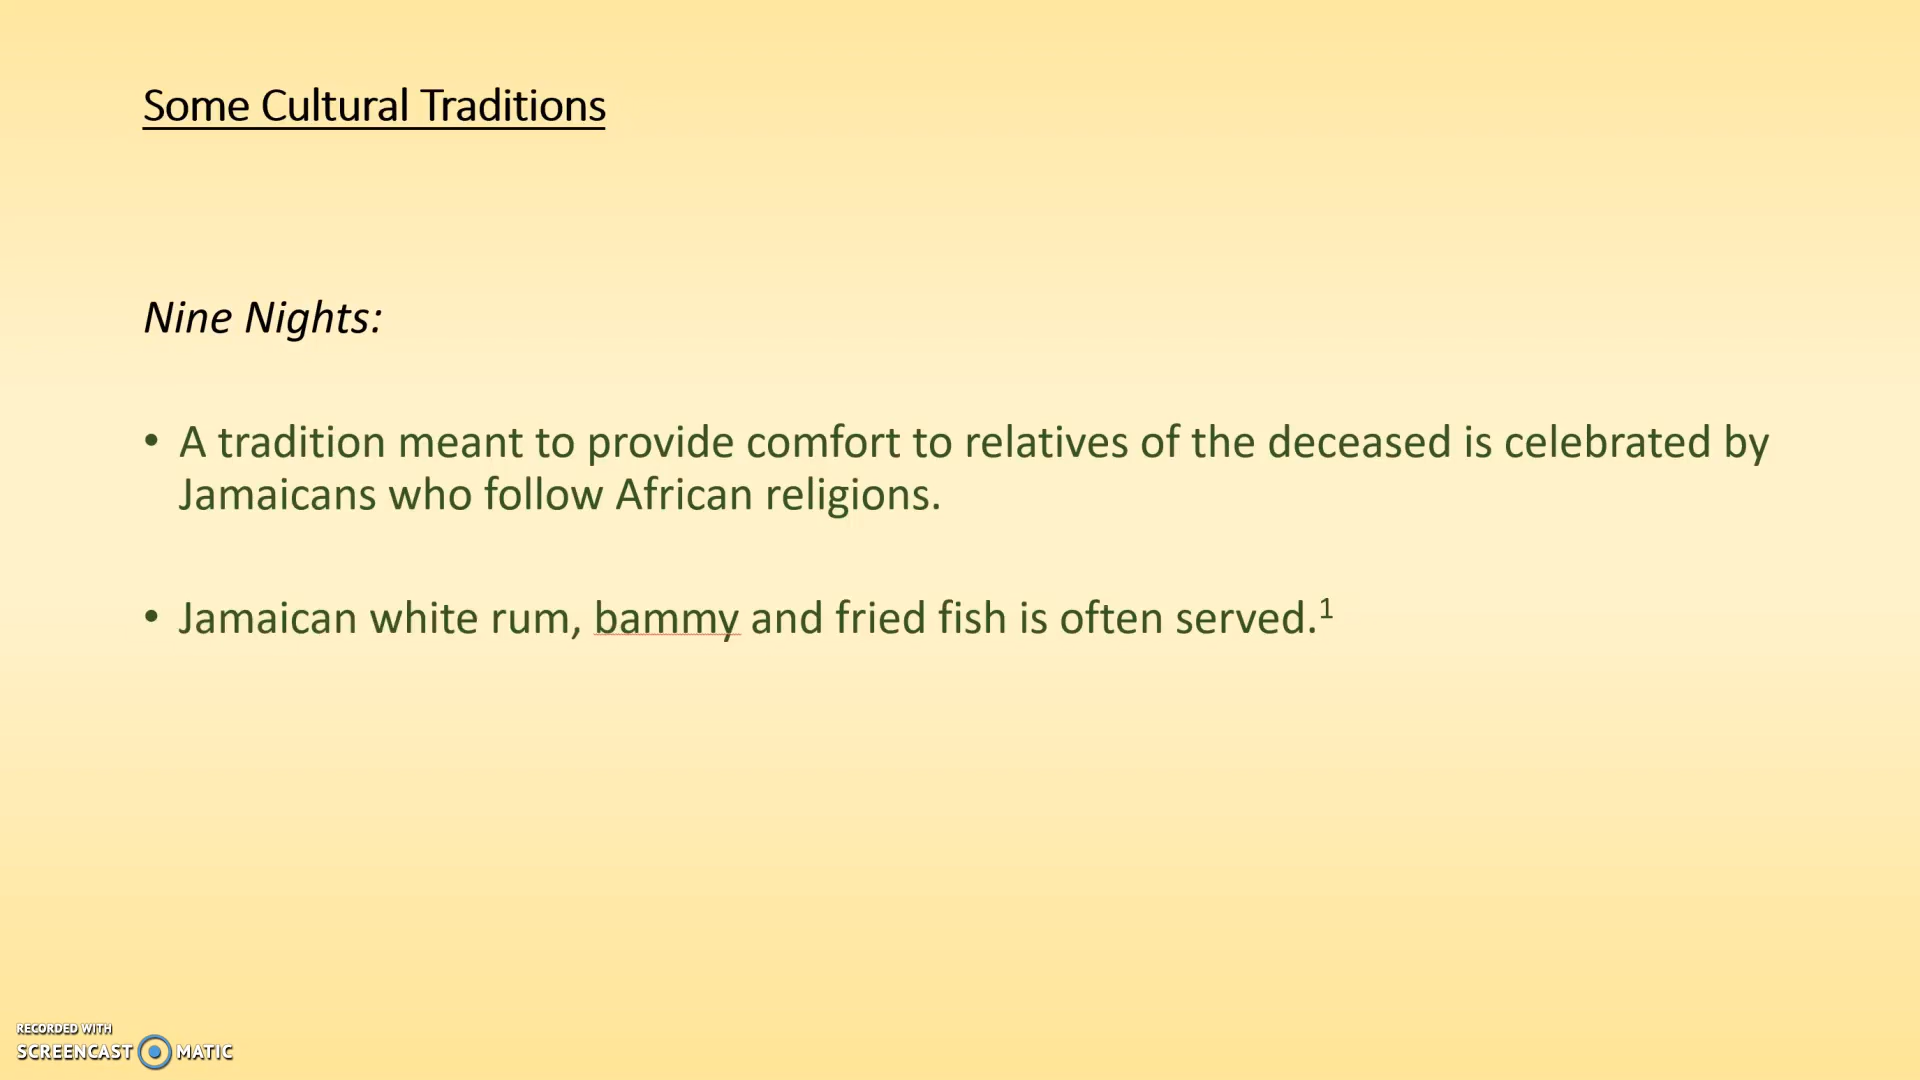 Some Cultural Traditions
Nine Nights:
• A tradition meant to provide comfort to relatives of the deceased is celebrated by
Jamaicans who follow African religions.
• Jamaican white rum, bammy and fried fish is often served.¹
RECORDED WITH
SCREENCAST MATIC